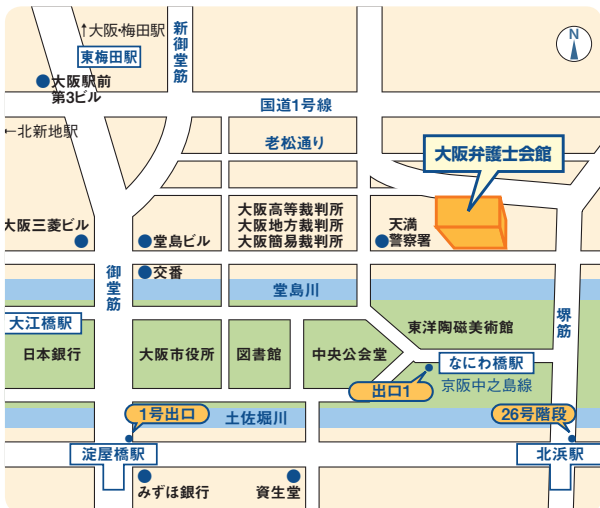 ↑大阪・梅田駅
東梅田駅
新御堂筋
N
大阪駅前
第3ビル
国道1号線
←北新地駅
老松通り
大阪弁護士会館
大阪三菱ビル
堂島ビル
大阪高等裁判所
大阪地方裁判所
大阪簡易裁判所
天満
警察署
御堂筋
交番
堂島川
堺筋
大江橋駅
東洋陶磁美術館
日本銀行
大阪市役所
図書館
中央公会堂
なにわ橋駅
出口1
京阪中之島線
1号出口
土佐堀川
26号階段
淀屋橋駅
北浜駅
みずほ銀行
資生堂